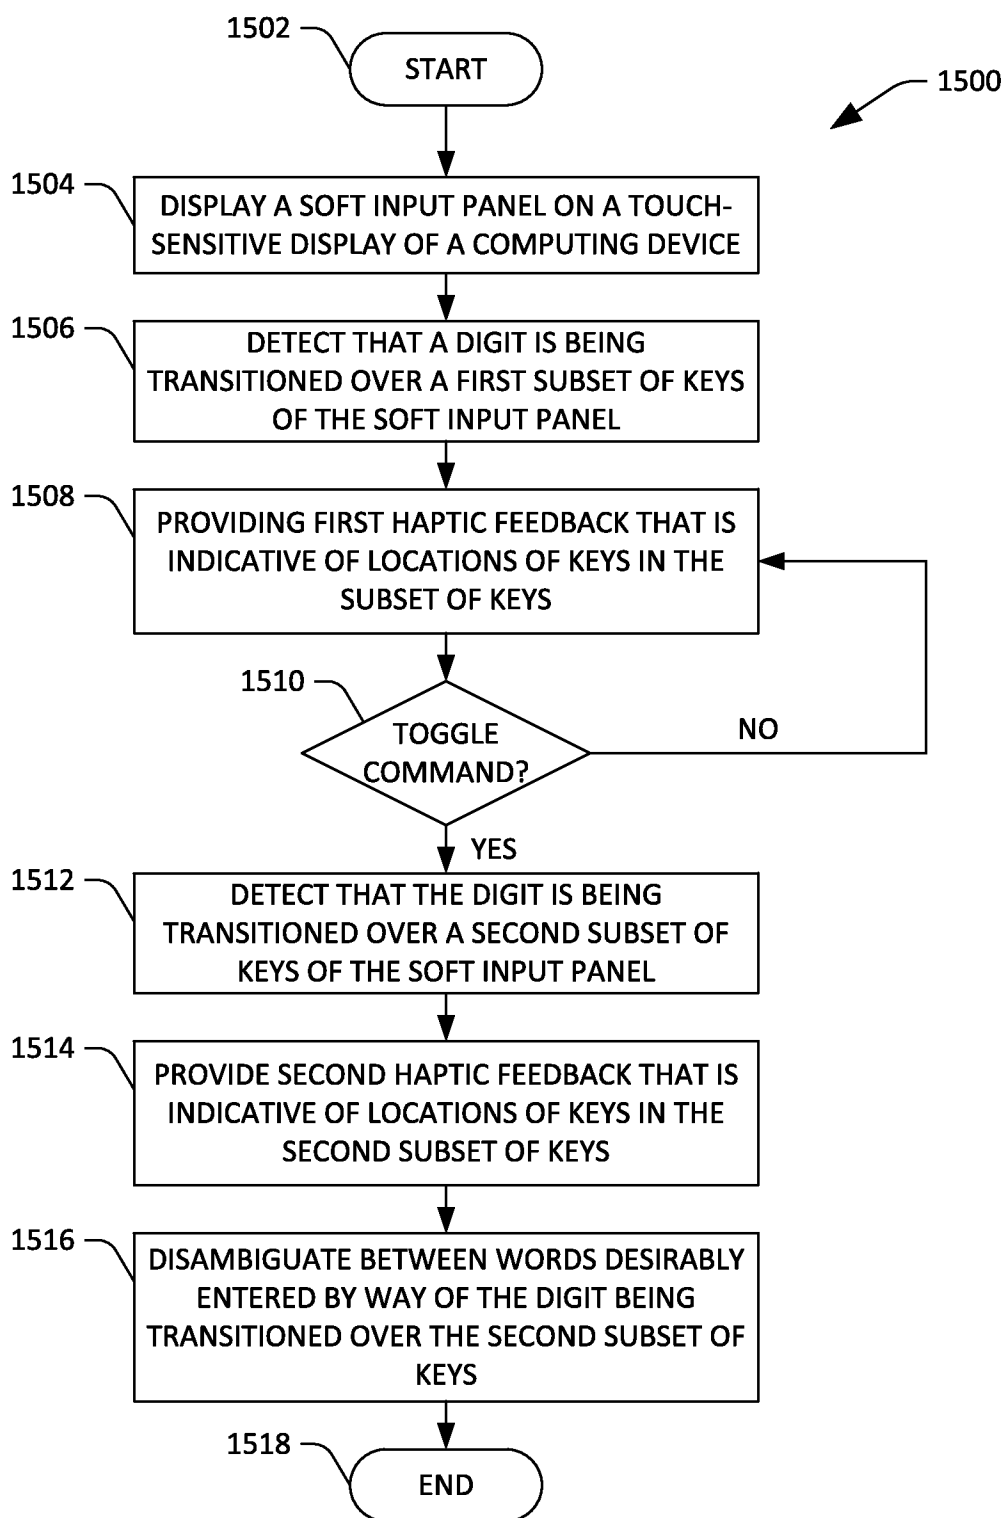 1502
START
1500
1504
DISPLAY A SOFT INPUT PANEL ON A TOUCH-
SENSITIVE DISPLAY OF A COMPUTING DEVICE
1506
DETECT THAT A DIGIT IS BEING
TRANSITIONED OVER A FIRST SUBSET OF KEYS
OF THE SOFT INPUT PANEL
1508
PROVIDING FIRST HAPTIC FEEDBACK THAT IS
INDICATIVE OF LOCATIONS OF KEYS IN THE
SUBSET OF KEYS
1510
TOGGLE
COMMAND?
NO
YES
1512
DETECT THAT THE DIGIT IS BEING
TRANSITIONED OVER A SECOND SUBSET OF
KEYS OF THE SOFT INPUT PANEL
1514
PROVIDE SECOND HAPTIC FEEDBACK THAT IS
INDICATIVE OF LOCATIONS OF KEYS IN THE
SECOND SUBSET OF KEYS
1516
DISAMBIGUATE BETWEEN WORDS DESIRABLY
ENTERED BY WAY OF THE DIGIT BEING
TRANSITIONED OVER THE SECOND SUBSET OF
KEYS
1518
END